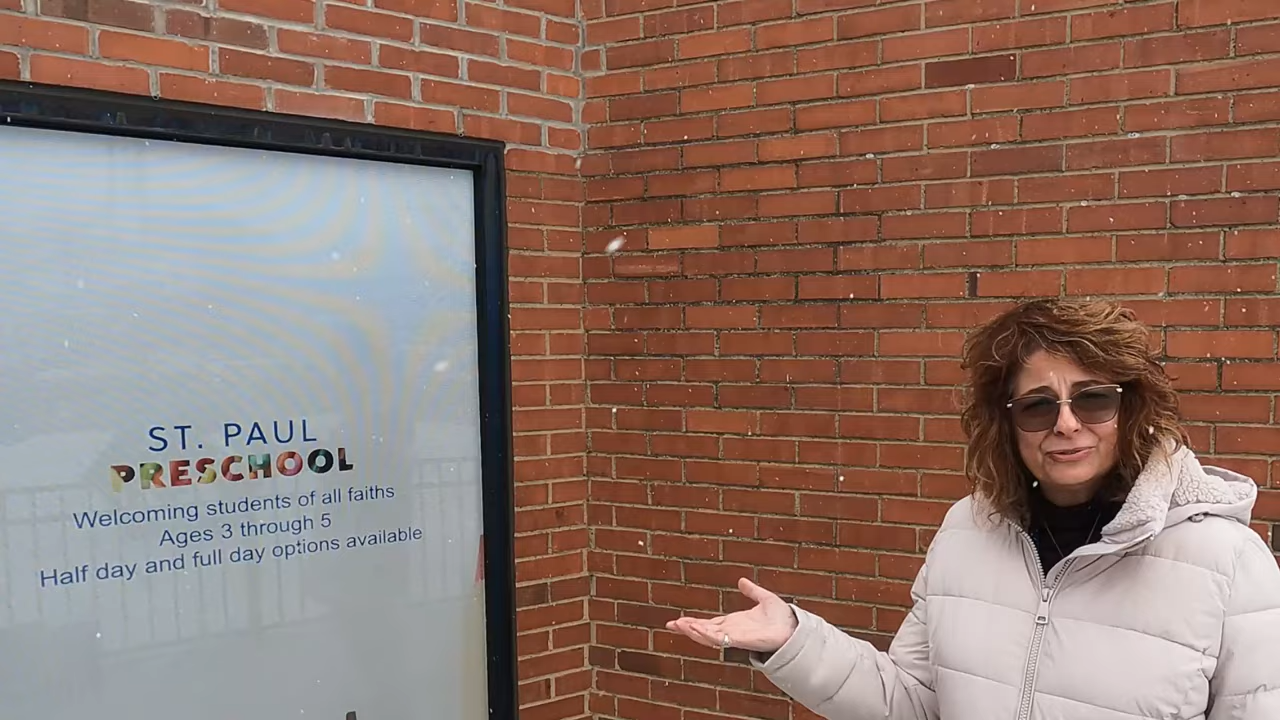 ST. PAUL
PRESCHOOL
Welcoming students of all faiths
Ages 3 through 5
Half day and full day options available